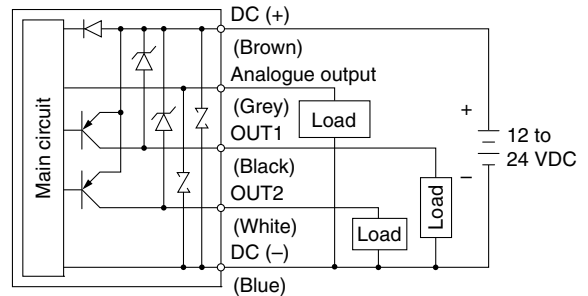 Main circuit
DC (+)
(Brown)
Analogue output
(Grey)
Load
OUT1
(Black)
OUT2
(White)
Load
Load
DC (–)
(Blue)
+
12 to
24 VDC
–